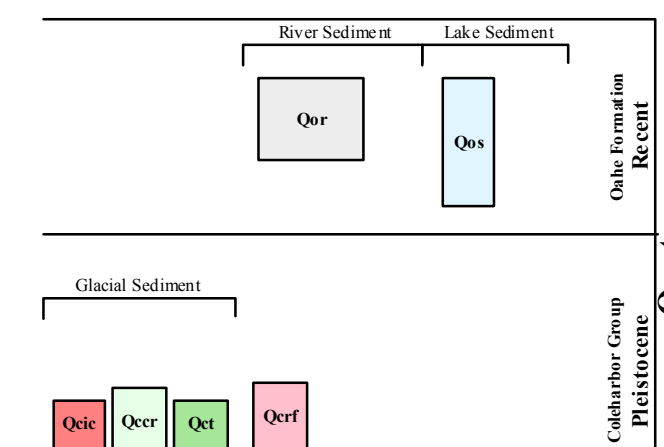 River Sediment Lake Sediment
Qor
Qos
Oahe Formation
Recent
Glacial Sediment
Coleharbor Group
Pleistocene
Qcic
Qccr
Qct
Qcrf